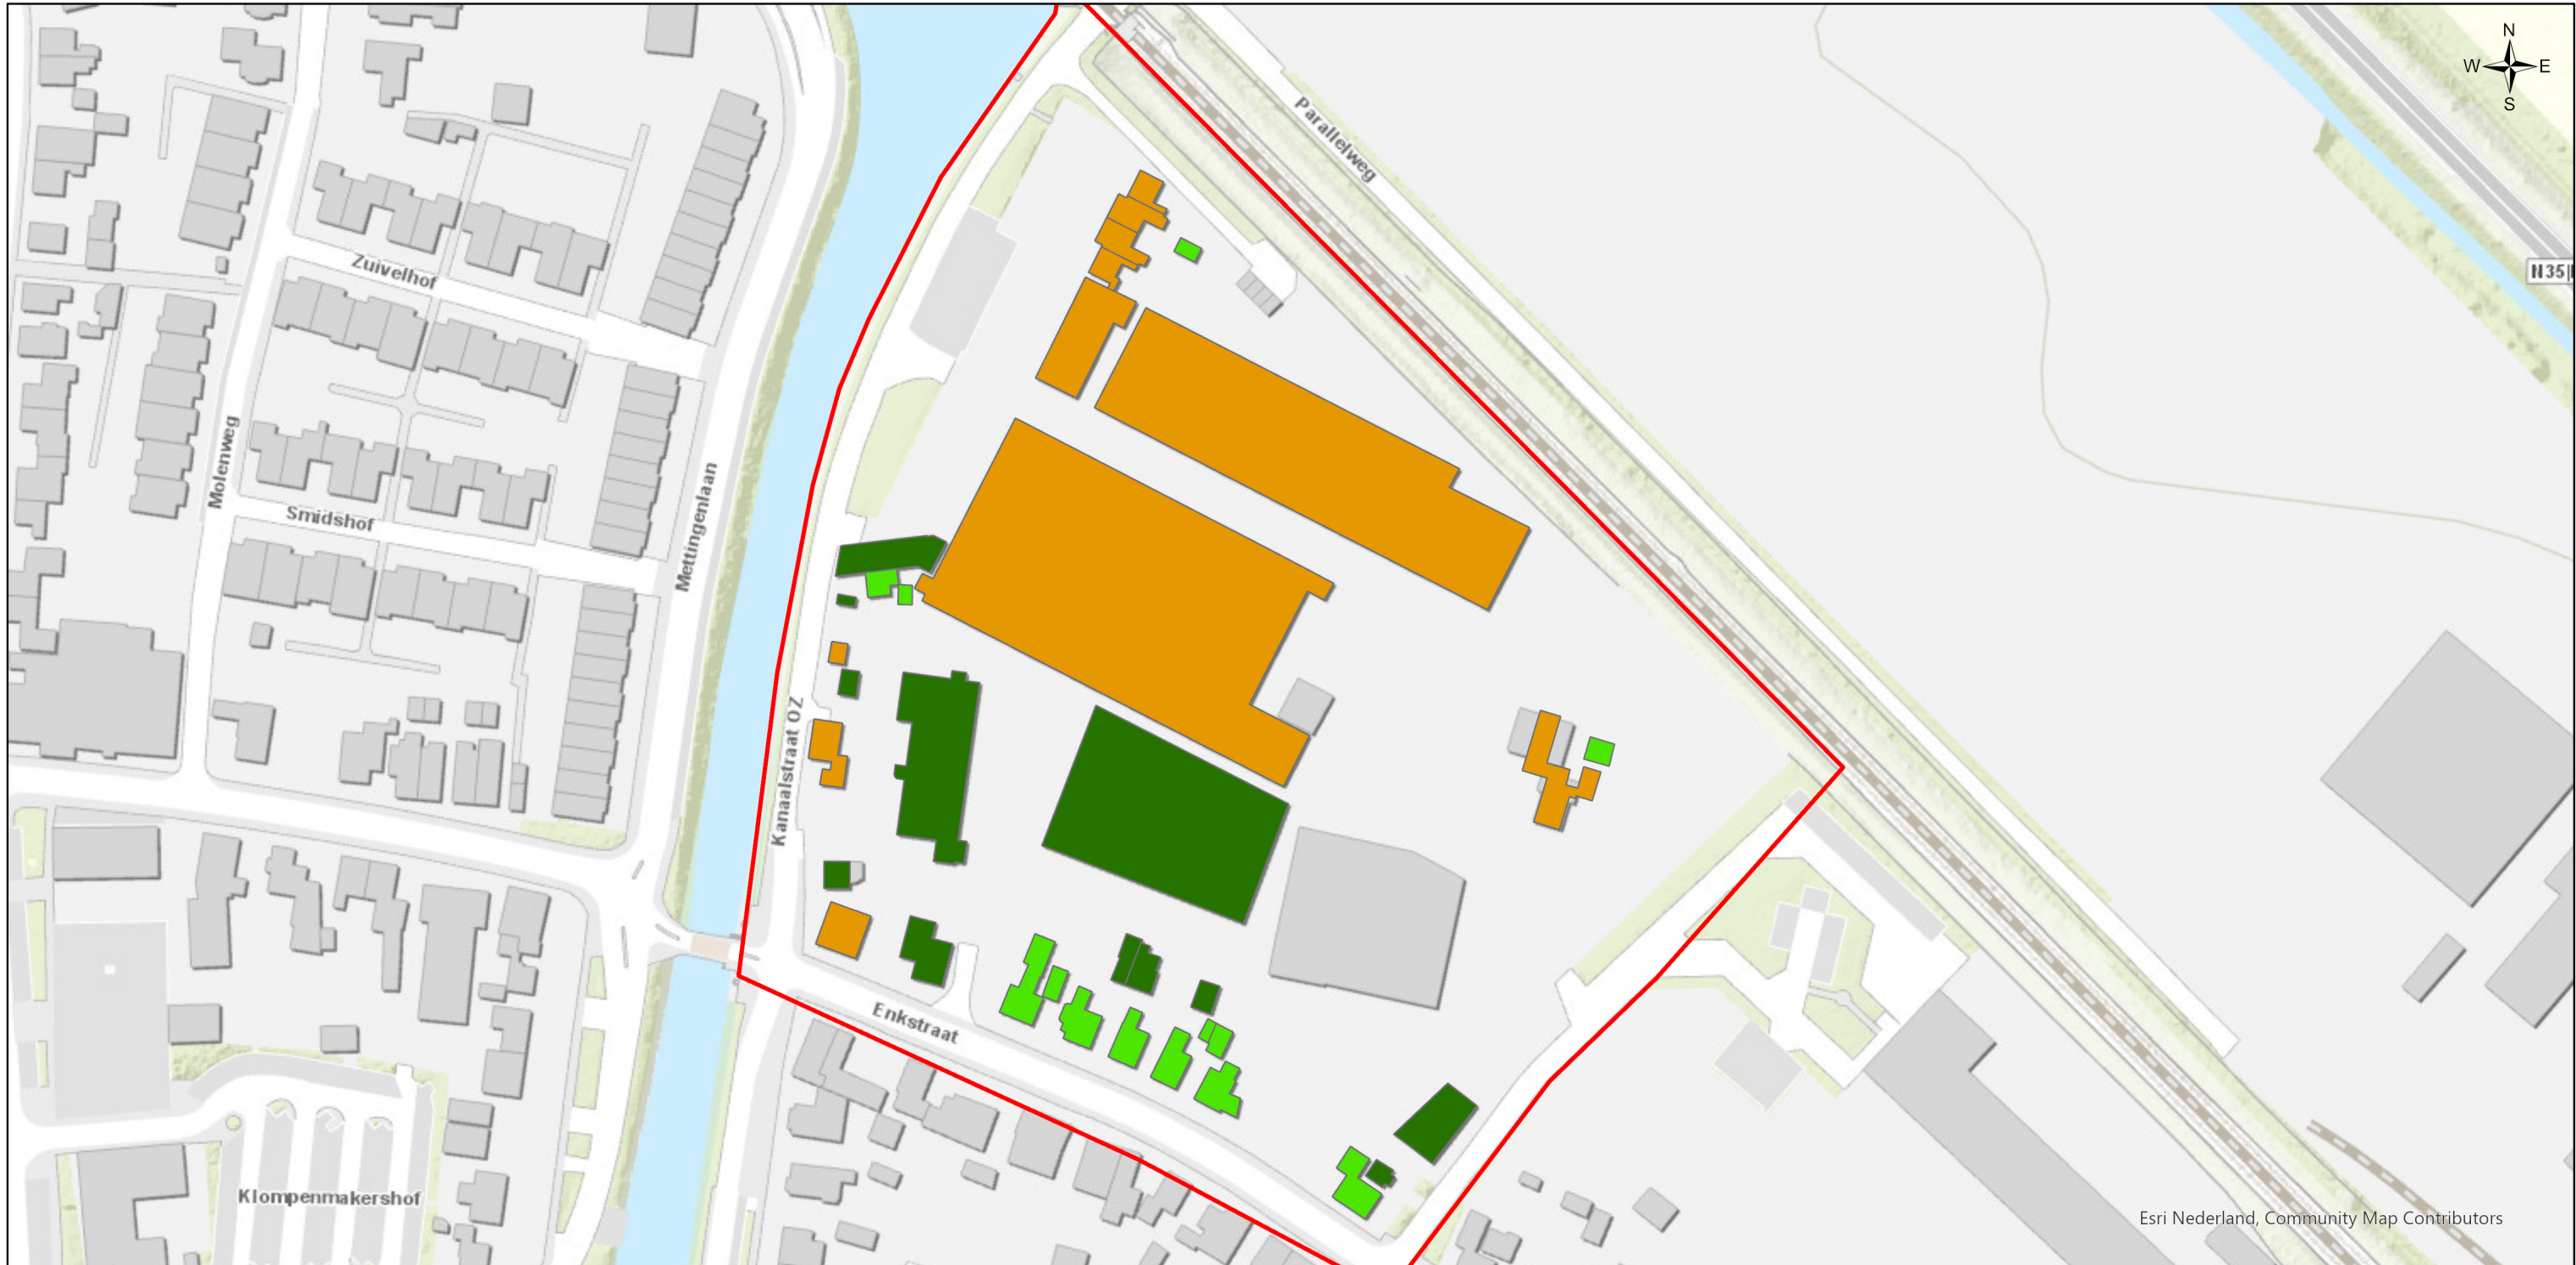 N
W E
S
Parallelweg
N35
Zuivelhof
Molenweg
Smidshof
Mettingenlaan
Kanaalstraat OZ
Enkstraat
Klompenmakershof
Esri Nederland, Community Map Contributors